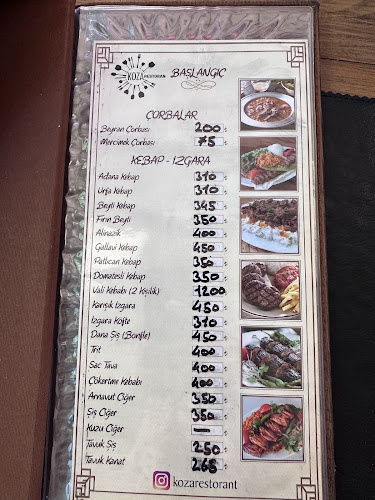 KOZA RESTORAN
BAŞLANGIÇ
ÇORBALAR
Beyran Çorbası 200 ₺
Mercimek Çorbası 75 ₺
KEBAP - IZGARA
Adana Kebap 310 ₺
Urfa Kebap 310 ₺
Beyti Kebap 345 ₺
Fırın Beyti 350 ₺
Alinazik 400 ₺
Gallavi Kebap 450 ₺
Patlıcan Kebap 350 ₺
Domatesli Kebap 350 ₺
Vali Kebabı (2 Kişilik) 1200 ₺
Karışık Izgara 450 ₺
Izgara Köfte 310 ₺
Dana Şiş (Bonfile) 450 ₺
Tirit 400 ₺
Saç Tava 400 ₺
Çökertme Kebabı 400 ₺
Arnavut Ciğer 350 ₺
Şiş Ciğer 350 ₺
Kuzu Ciğer — ₺
Tavuk Şiş 250 ₺
Tavuk Kanat 265 ₺
kozarestorant